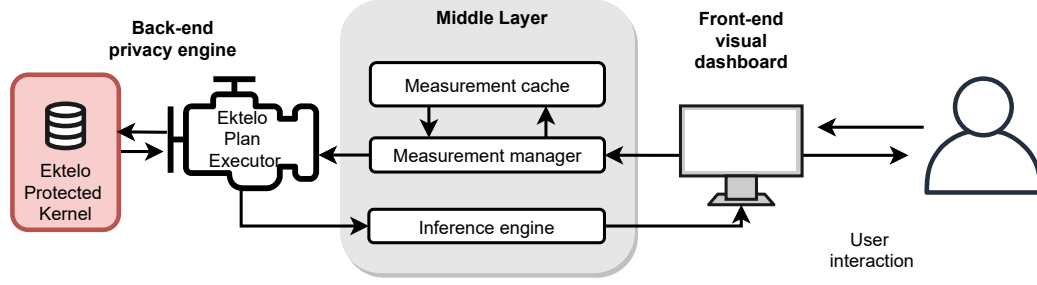 Back-end
privacy engine
Middle Layer
Front-end
visual
dashboard
Ektelo
Protected
Kernel
Ektelo
Plan
Executor
Measurement cache
Measurement manager
Inference engine
User
interaction